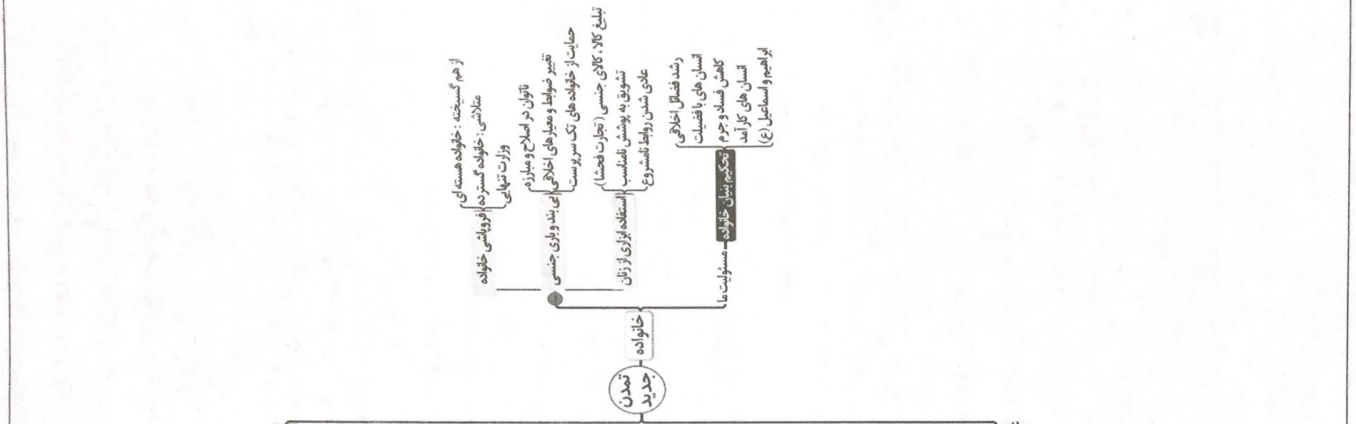 تمدن
جدید
خانواده
فروپاشی خانواده
از هم گسیخته : خانواده هسته ای
متلاشی : خانواده گسترده
وزارت تنهایی
بی بند و باری جنسی
ناتوان در اصلاح و مبارزه
تغییر ضوابط و معیارهای اخلاقی
حمایت از خانواده های تک سرپرست
استفاده ابزاری از زنان
تبلیغ کالا ، کالای جنسی ( تجارت فحشا)
تشویق به پوشش نامناسب
عادی شدن روابط نامشروع
مسئولیت ما
تحکیم بنیان خانواده
رشد فضائل اخلاقی
انسان های با فضیلت
کاهش فساد و جرم
انسان های کارآمد
ابراهیم و اسماعیل (ع)